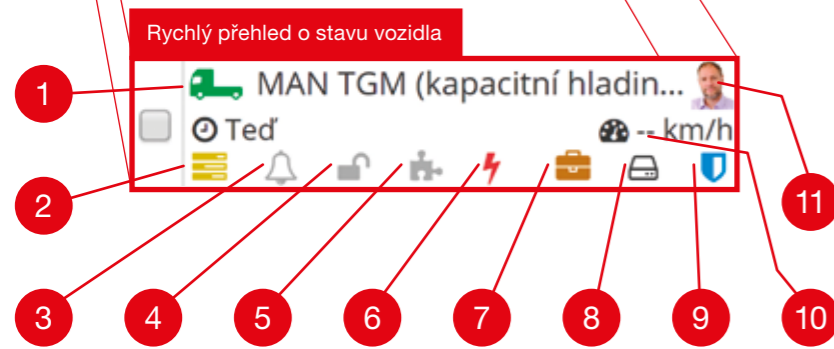 Rychlý přehled o stavu vozidla
1
MAN TGM (kapacitní hladin...
Teď
-- km/h
2
11
3
4
5
6
7
8
9
10